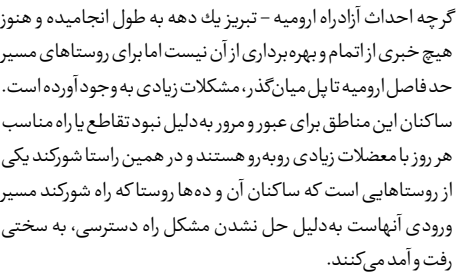 گرچه احداث آزادراه ارومیه – تبریز یك دهه به طول انجامیده و هنوز
هیچ خبری از اتمام و بهره‌برداری از آن نیست اما برای روستاهای مسیر
حد فاصل ارومیه تا پل میان‌گذر، مشکلات زیادی به وجود آورده است.
ساکنان این مناطق برای عبور و مرور به‌دلیل نبود تقاطع یا راه مناسب
هر روز با معضلات زیادی روبه‌رو هستند و در همین راستا شورکند یکی
از روستاهایی است که ساکنان آن و ده‌ها روستا که راه شورکند مسیر
ورودی آنهاست به‌دلیل حل نشدن مشکل راه دسترسی، به سختی
رفت و آمد می‌کنند.